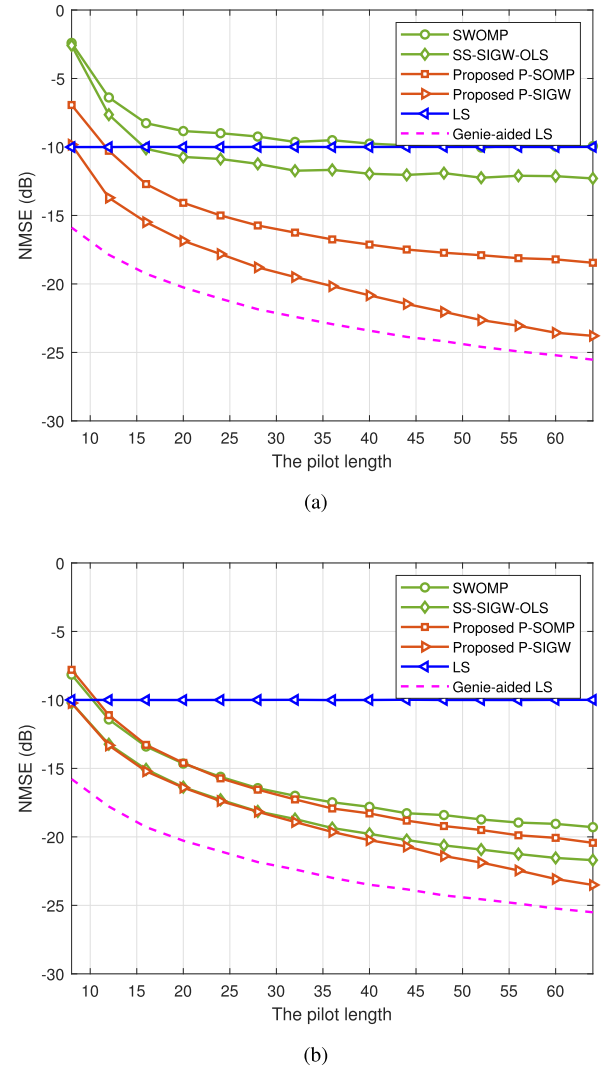 0
-5
-10
-15
-20
-25
-30
NMSE (dB)
SWOMP
SS-SIGW-OLS
Proposed P-SOMP
Proposed P-SIGW
LS
Genie-aided LS
10 15 20 25 30 35 40 45 50 55 60
The pilot length
(a)
0
-5
-10
-15
-20
-25
-30
NMSE (dB)
SWOMP
SS-SIGW-OLS
Proposed P-SOMP
Proposed P-SIGW
LS
Genie-aided LS
10 15 20 25 30 35 40 45 50 55 60
The pilot length
(b)